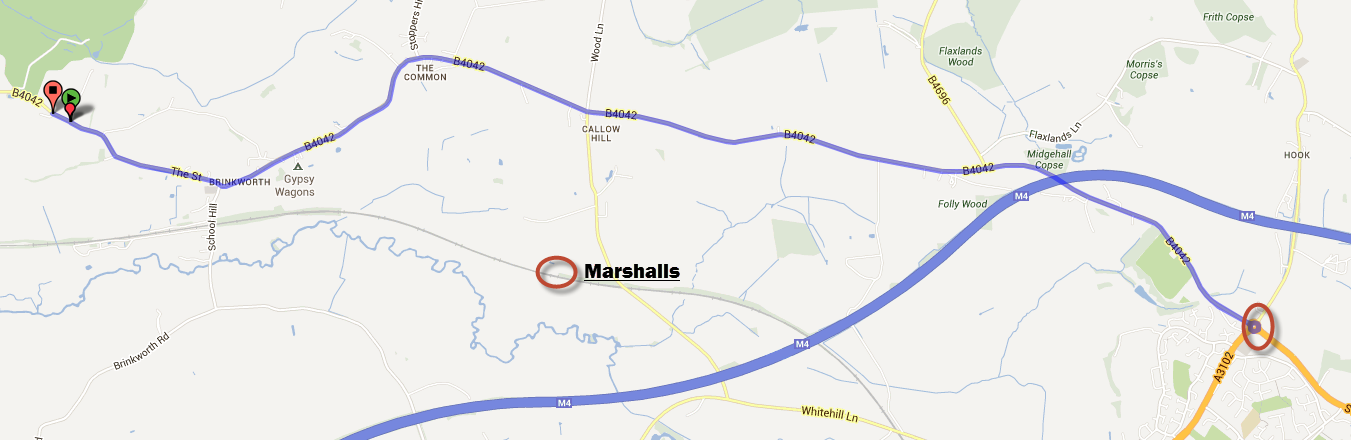 Stoppers Hi
Wood Ln
Frith Copse
Flaxlands
Wood
Morris's
Copse
B4042
THE
COMMON
B4042
B4696
B4042
CALLOW
HILL
B4042
Flaxlands Ln
B4042
Midgehall
Copse
B4042
HOOK
The St
BRINKWORTH
Gypsy
Wagons
School Hill
M4
Folly Wood
M4
B4042
Marshalls
Brinkworth Rd
M4
A3102
M4
Whitehill Ln
S